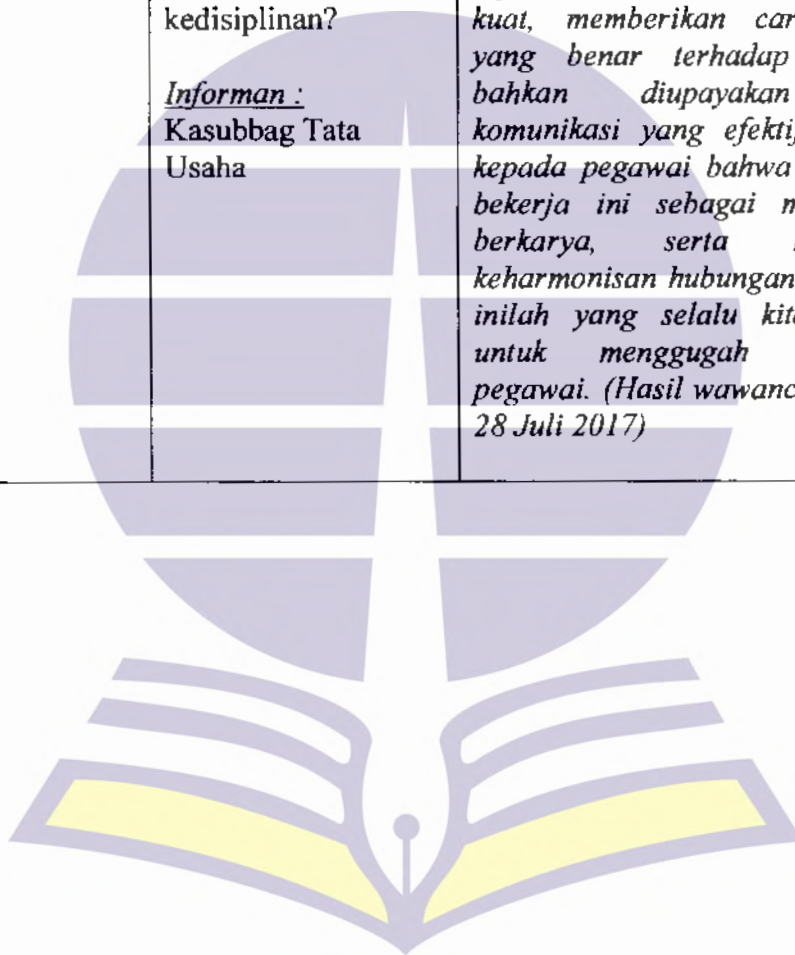 kedisiplinan?
Informan :
Kasubbag Tata
Usaha
kuat, memberikan car
yang benar terhadap
bahkan diupayakan
komunikasi yang efektif
kepada pegawai bahwa
bekerja ini sebagai m
berkarya, serta
keharmonisan hubungan
inilah yang selalu kit
untuk menggugah
pegawai. (Hasil wawanc
28 Juli 2017)